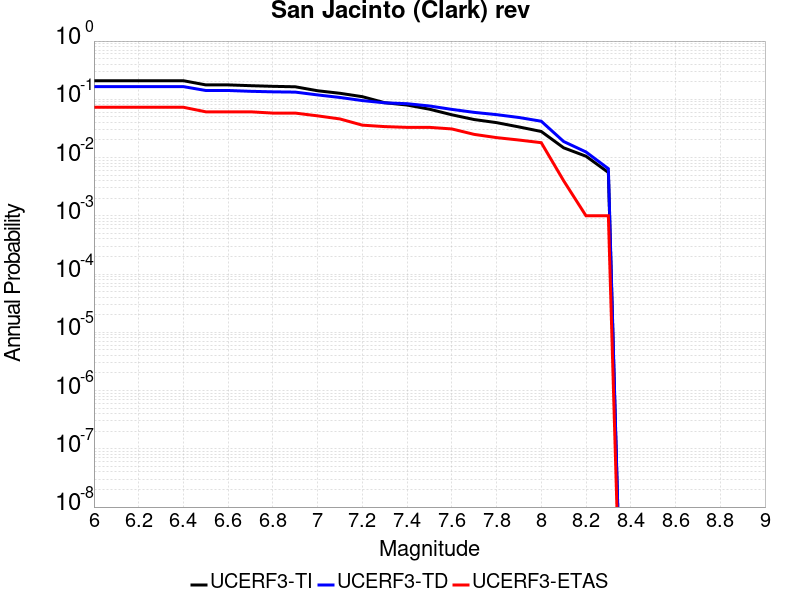 San Jacinto (Clark) rev
10^0
10^-1
10^-2
10^-3
10^-4
10^-5
10^-6
10^-7
10^-8
Annual Probability
6 6.2 6.4 6.6 6.8 7 7.2 7.4 7.6 7.8 8 8.2 8.4 8.6 8.8 9
Magnitude
UCERF3-TI UCERF3-TD UCERF3-ETAS